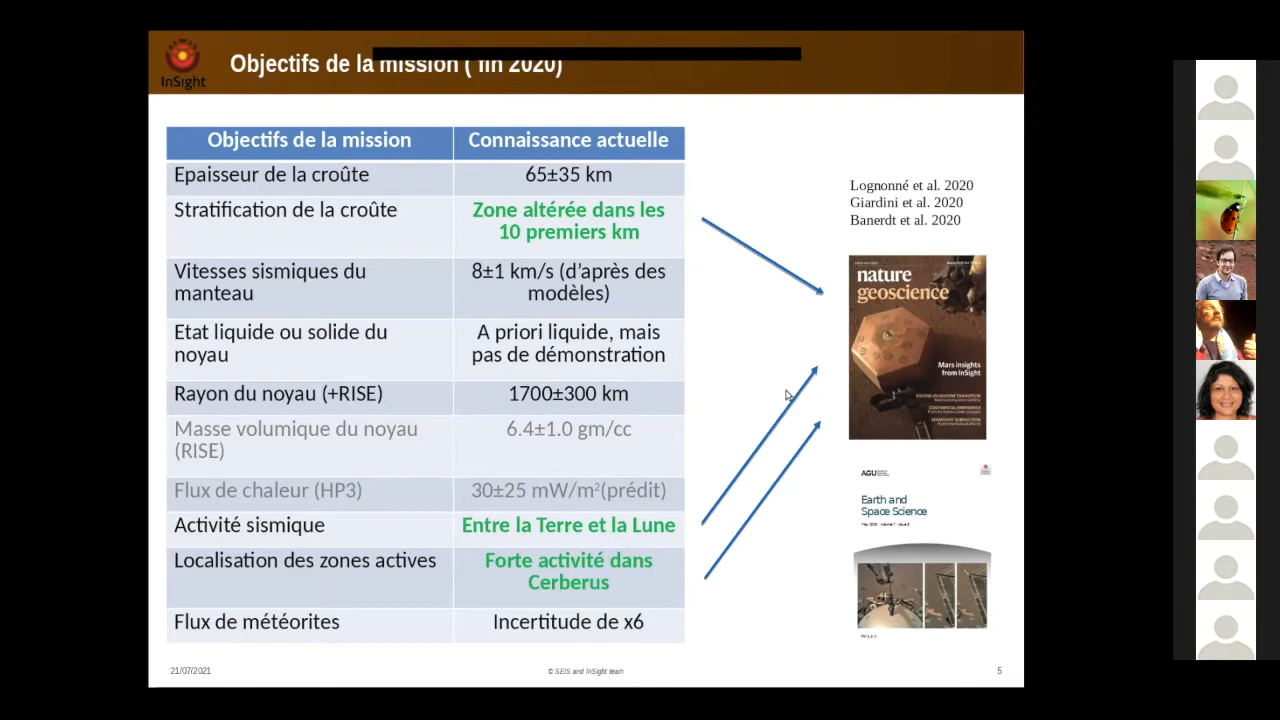 InSight
Objectifs de la mission ( fin 2020)
Objectifs de la mission
Connaissance actuelle
Epaisseur de la croûte
65±35 km
Stratification de la croûte
Zone altérée dans les
10 premiers km
Vitesses sismiques du
manteau
8±1 km/s (d’après des
modèles)
Etat liquide ou solide du
noyau
A priori liquide, mais
pas de démonstration
Rayon du noyau (+RISE)
1700±300 km
Masse volumique du noyau
(RISE)
6.4±1.0 gm/cc
Flux de chaleur (HP3)
30±25 mW/m²(prédit)
Activité sismique
Entre la Terre et la Lune
Localisation des zones actives
Forte activité dans
Cerberus
Flux de météorites
Incertitude de x6
Lognonné et al. 2020
Giardini et al. 2020
Banerdt et al. 2020
nature
geoscience
Mars insights
from InSight
AGU
Earth and
Space Science
WILEY
21/07/2021
© SEIS and InSight team
5